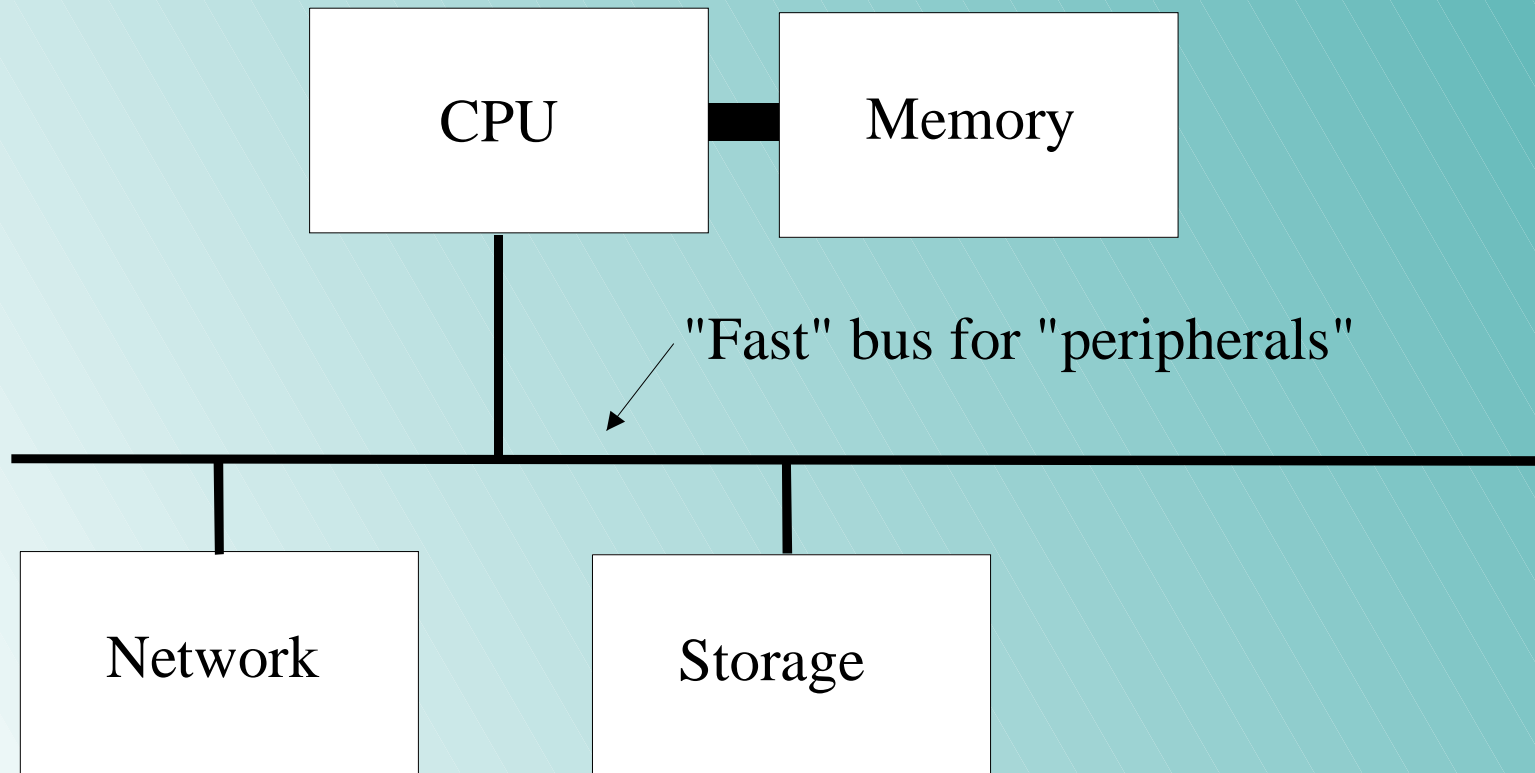 CPU
Memory
"Fast" bus for "peripherals"
Network
Storage